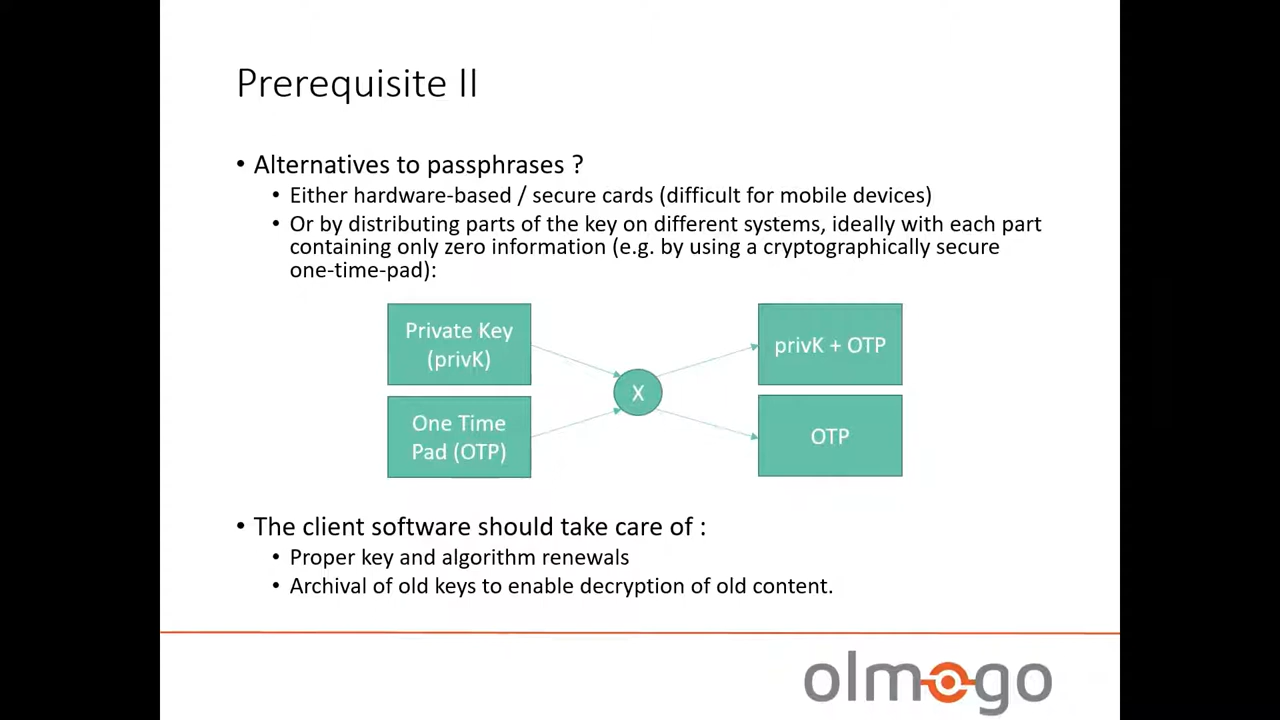 Prerequisite II
• Alternatives to passphrases ?
• Either hardware-based / secure cards (difficult for mobile devices)
• Or by distributing parts of the key on different systems, ideally with each part
containing only zero information (e.g. by using a cryptographically secure
one-time-pad):
Private Key
(privK)
One Time
Pad (OTP)
X
privK + OTP
OTP
• The client software should take care of :
• Proper key and algorithm renewals
• Archival of old keys to enable decryption of old content.
olmogo